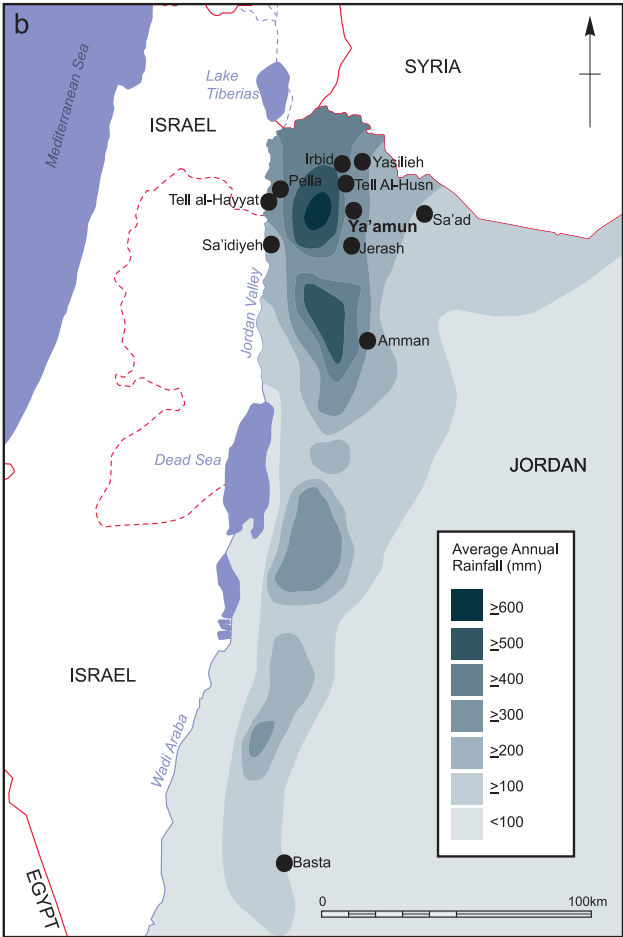 b
Mediterranean Sea
Lake
Tiberias
SYRIA
ISRAEL
Irbid
Yasilieh
Pella
Tell Al-Husn
Tell al-Hayyat
Ya'amun
Sa'ad
Sa'idiyeh
Jerash
Jordan Valley
Amman
Dead Sea
JORDAN
Average Annual
Rainfall (mm)
≥600
≥500
≥400
≥300
≥200
≥100
<100
ISRAEL
Wadi Araba
Basta
EGYPT
0
100km